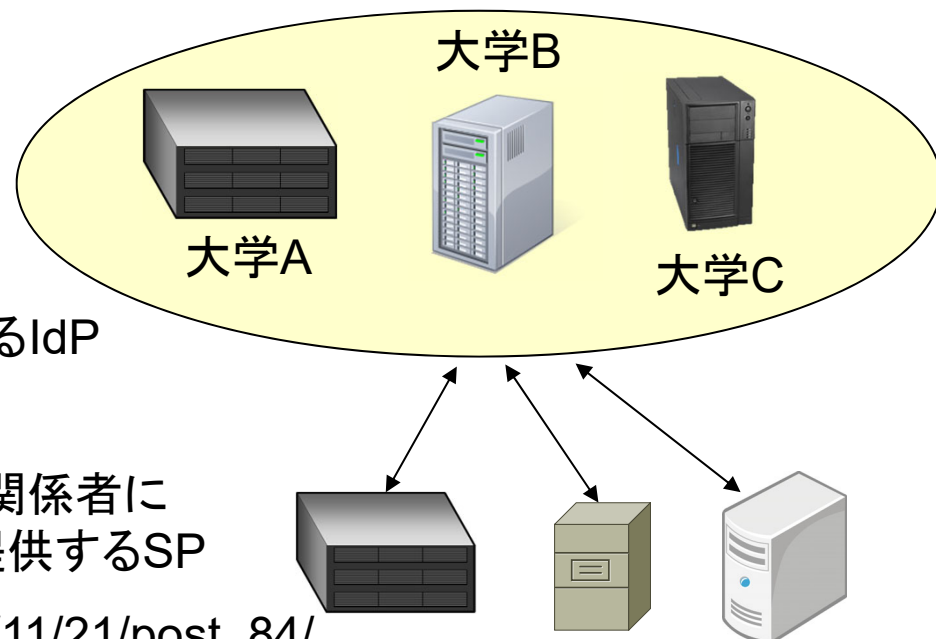 大学B
大学A
大学C
るIdP
関係者に
提供するSP
/11/21/post_84/